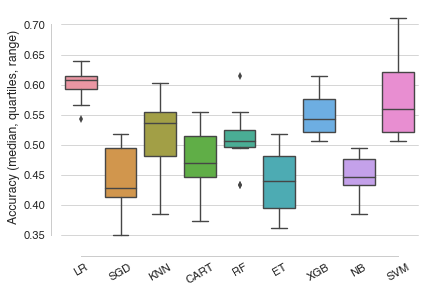 Accuracy (median, quartiles, range)
0.70
0.65
0.60
0.55
0.50
0.45
0.40
0.35
LR
SGD
KNN
CART
RF
ET
XGB
NB
SVM